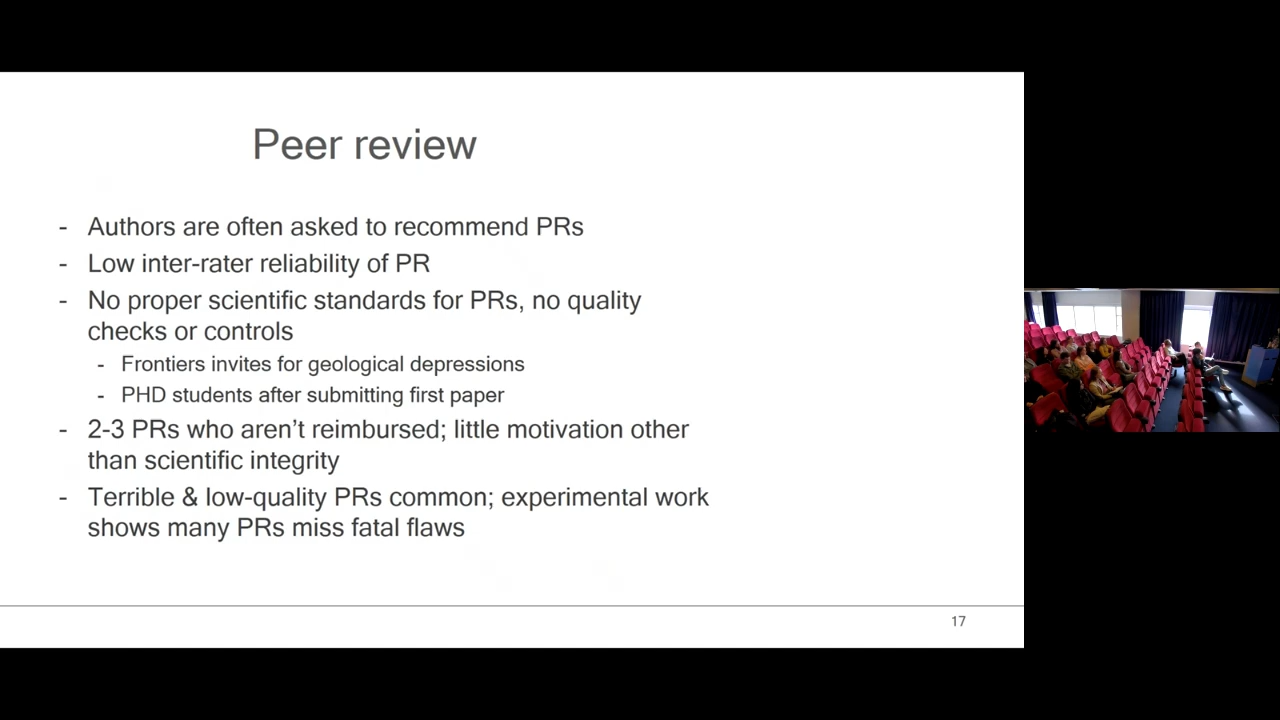 Peer review
- Authors are often asked to recommend PRs
- Low inter-rater reliability of PR
- No proper scientific standards for PRs, no quality
checks or controls
- Frontiers invites for geological depressions
- PHD students after submitting first paper
- 2-3 PRs who aren’t reimbursed; little motivation other
than scientific integrity
- Terrible & low-quality PRs common; experimental work
shows many PRs miss fatal flaws
17